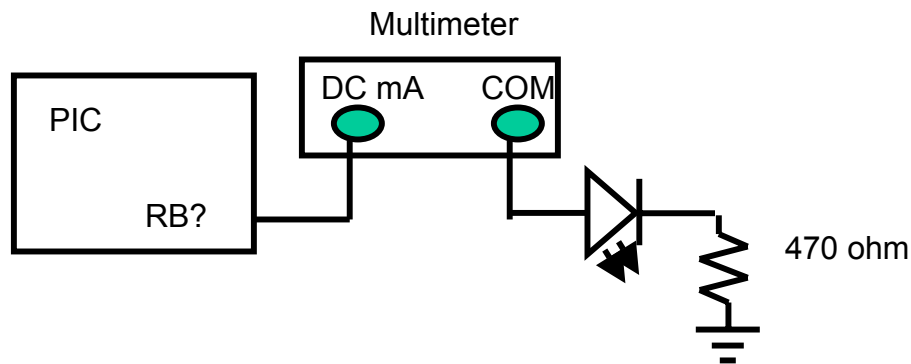 Multimeter
DC mA COM
PIC
RB?
470 ohm